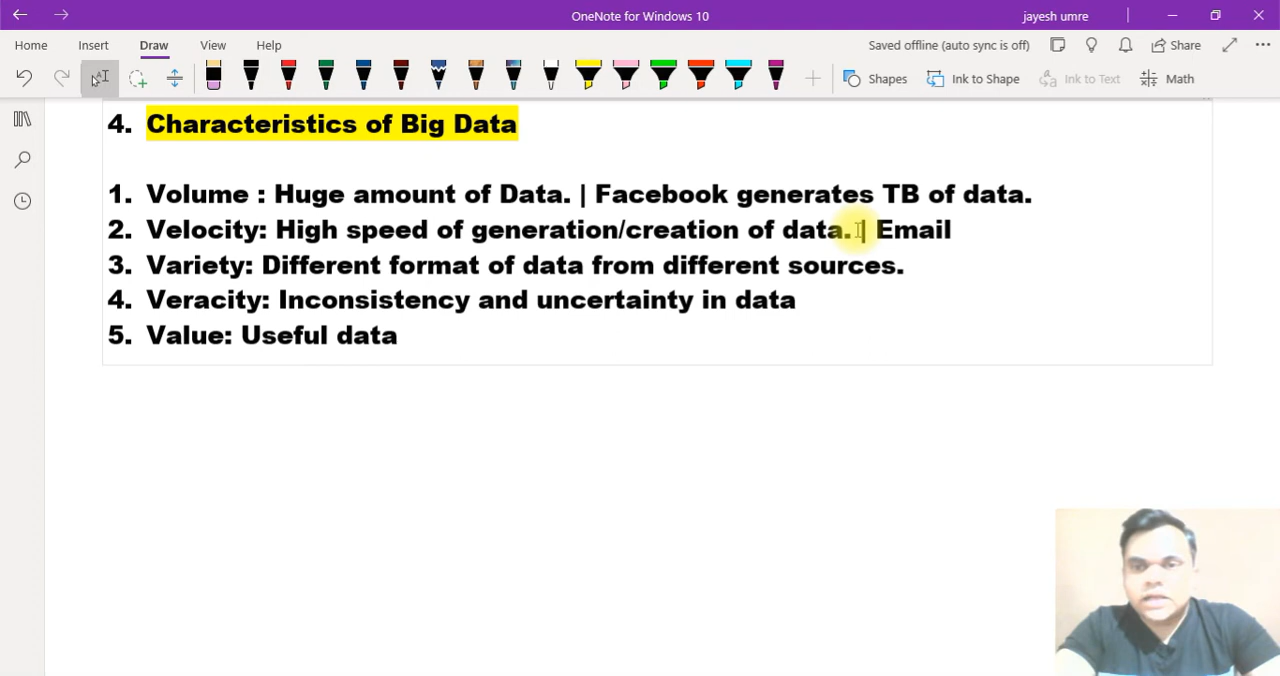 OneNote for Windows 10
jayesh umre
Home Insert Draw View Help
Saved offline (auto sync is off)
Share
Shapes
Ink to Shape
Ink to Text
Math
4. Characteristics of Big Data
1. Volume : Huge amount of Data. | Facebook generates TB of data.
2. Velocity: High speed of generation/creation of data. | Email
3. Variety: Different format of data from different sources.
4. Veracity: Inconsistency and uncertainty in data
5. Value: Useful data